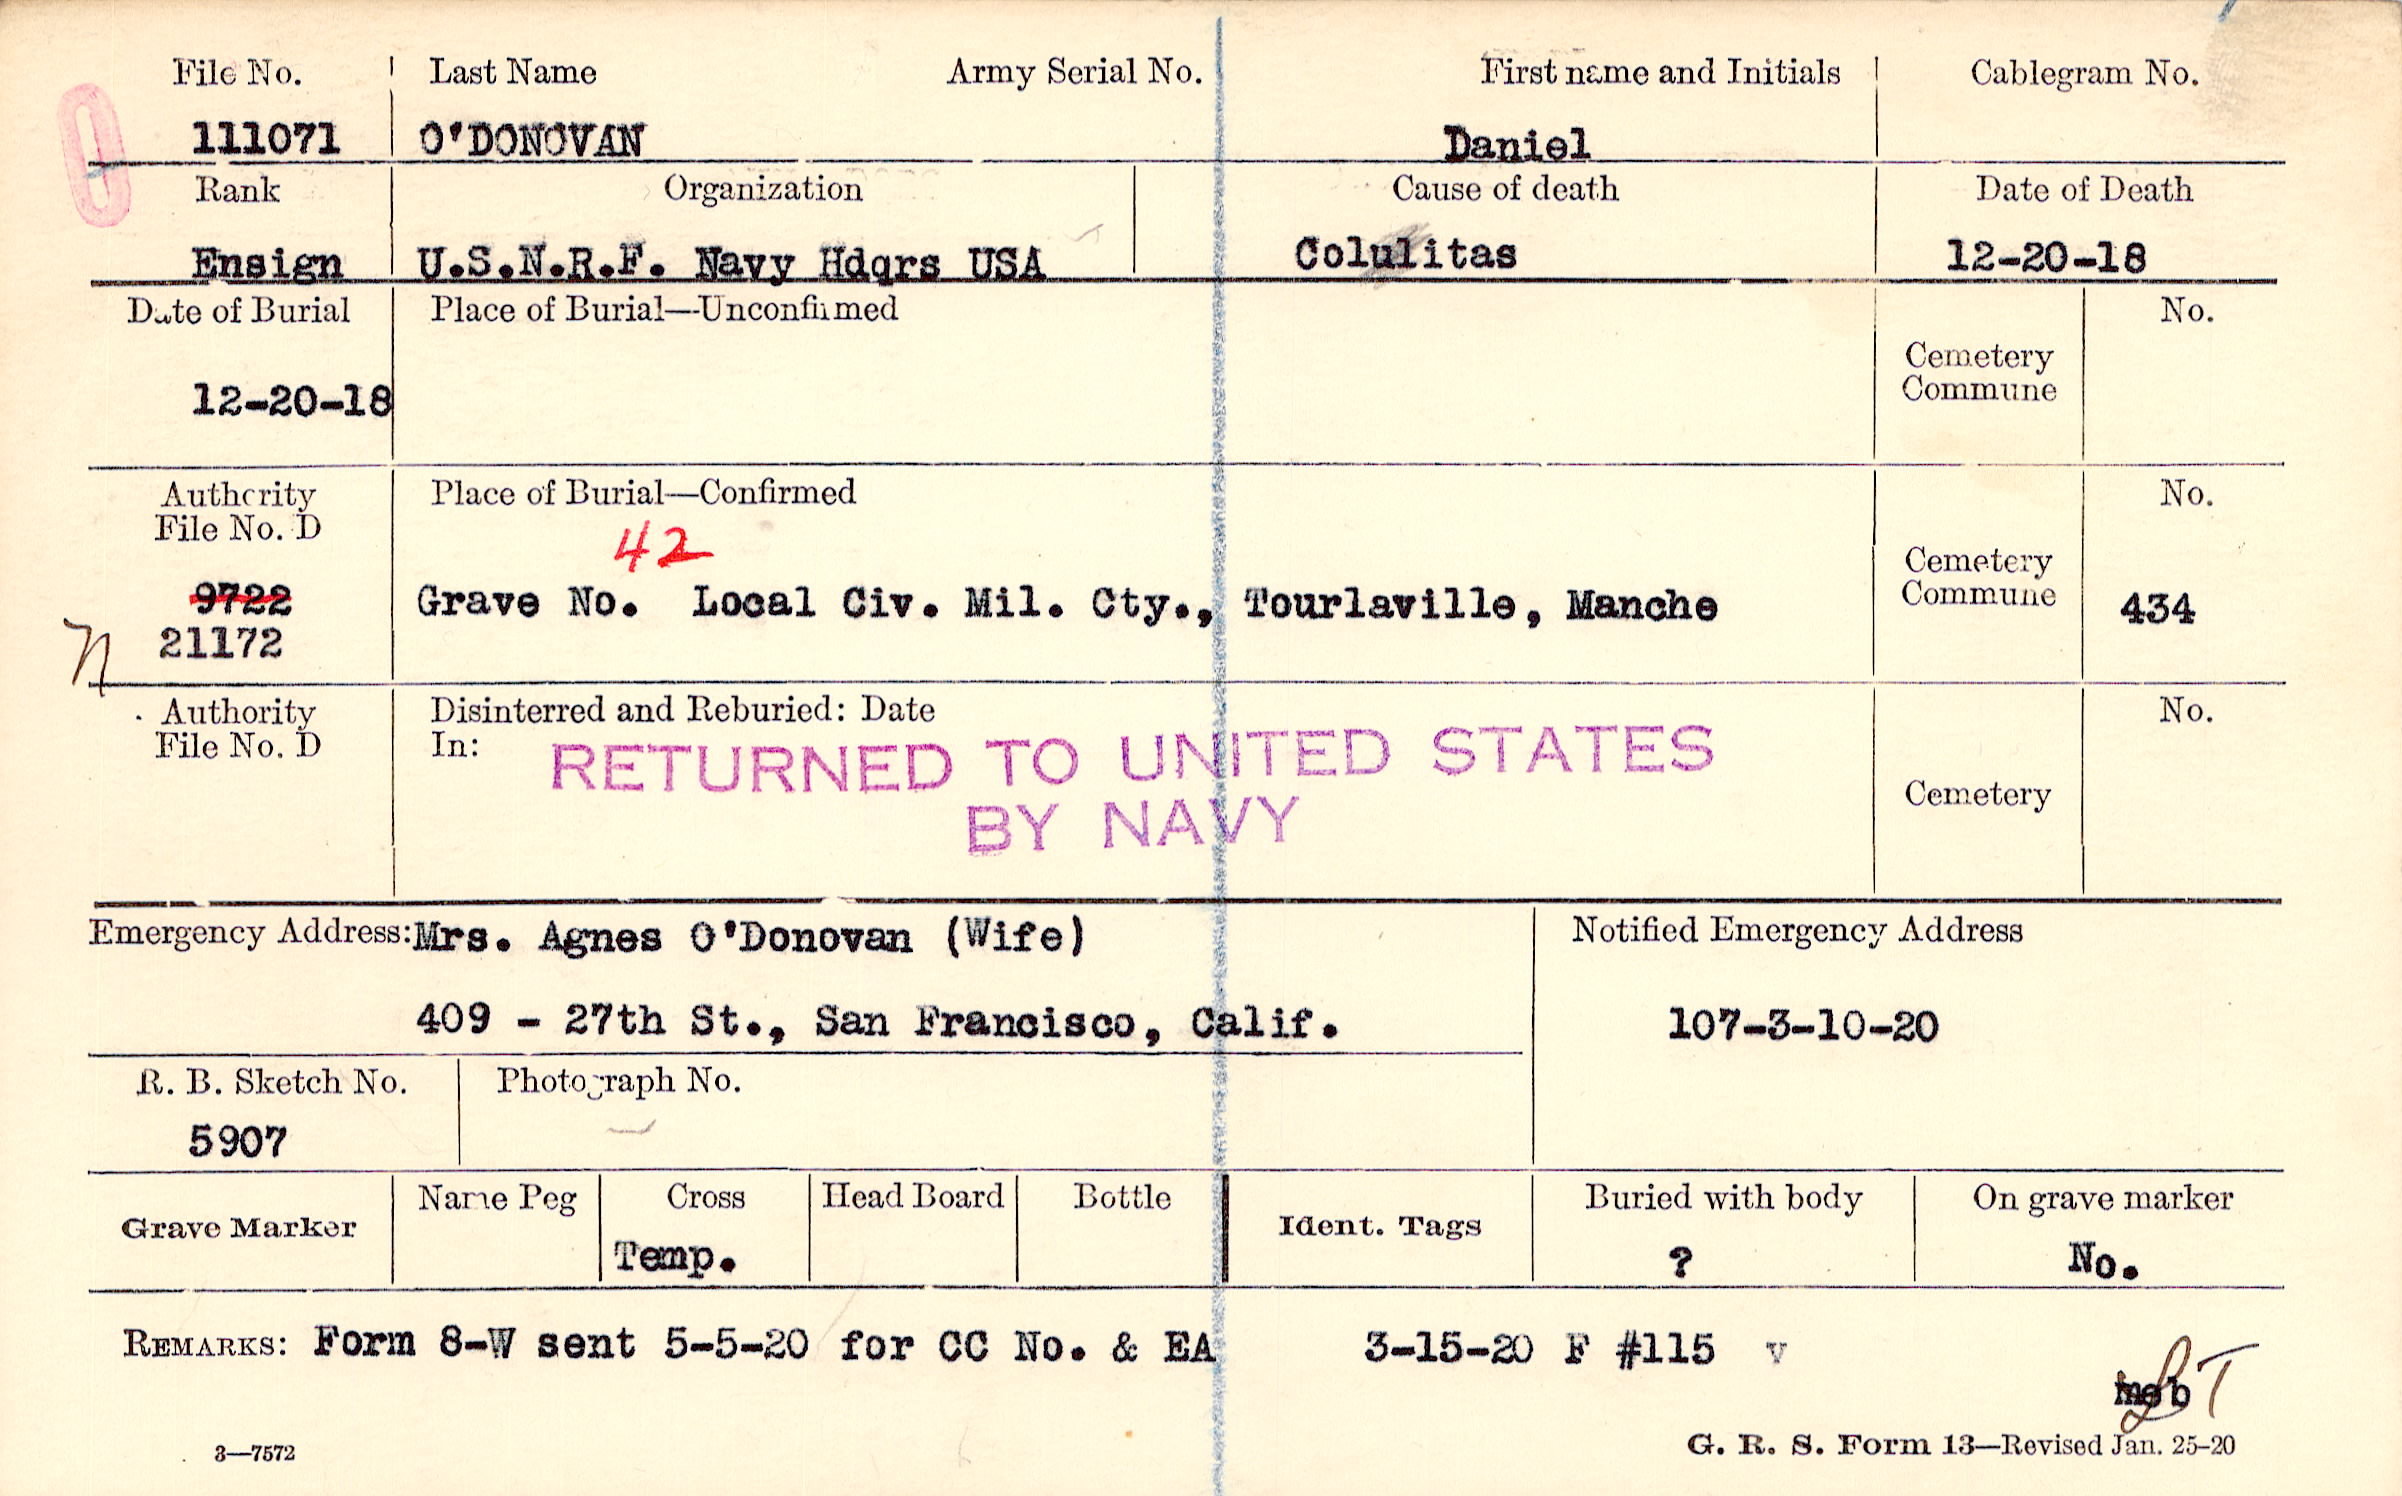 File No. Last Name Army Serial No. First name and Initials Cablegram No.
111071 O'DONOVAN Daniel
Rank Organization Cause of death Date of Death
Ensign U.S.N.R.F. Navy Hdqrs USA Colulitas 12-20-18
Date of Burial Place of Burial—Unconfirmed No.
Cemetery
Commune
12-20-18
Authority Place of Burial—Confirmed No.
File No. D
42
Cemetery
Commune
9722 Grave No. Local Civ. Mil. Cty., Tourlaville, Manche 434
n 21172
Authority Disinterred and Reburied: Date No.
File No. D In:
RETURNED TO UNITED STATES
BY NAVY
Cemetery
Emergency Address: Mrs. Agnes O'Donovan (Wife) Notified Emergency Address
409 - 27th St., San Francisco, Calif. 107-3-10-20
R. B. Sketch No. Photograph No.
5907
Grave Marker Name Peg Cross Head Board Bottle Ident. Tags Buried with body On grave marker
Temp. ? No.
REMARKS: Form 8-W sent 5-5-20 for CC No. & EA 3-15-20 F #115 v
3—7572 G. R. S. Form 13—Revised Jan. 25-20